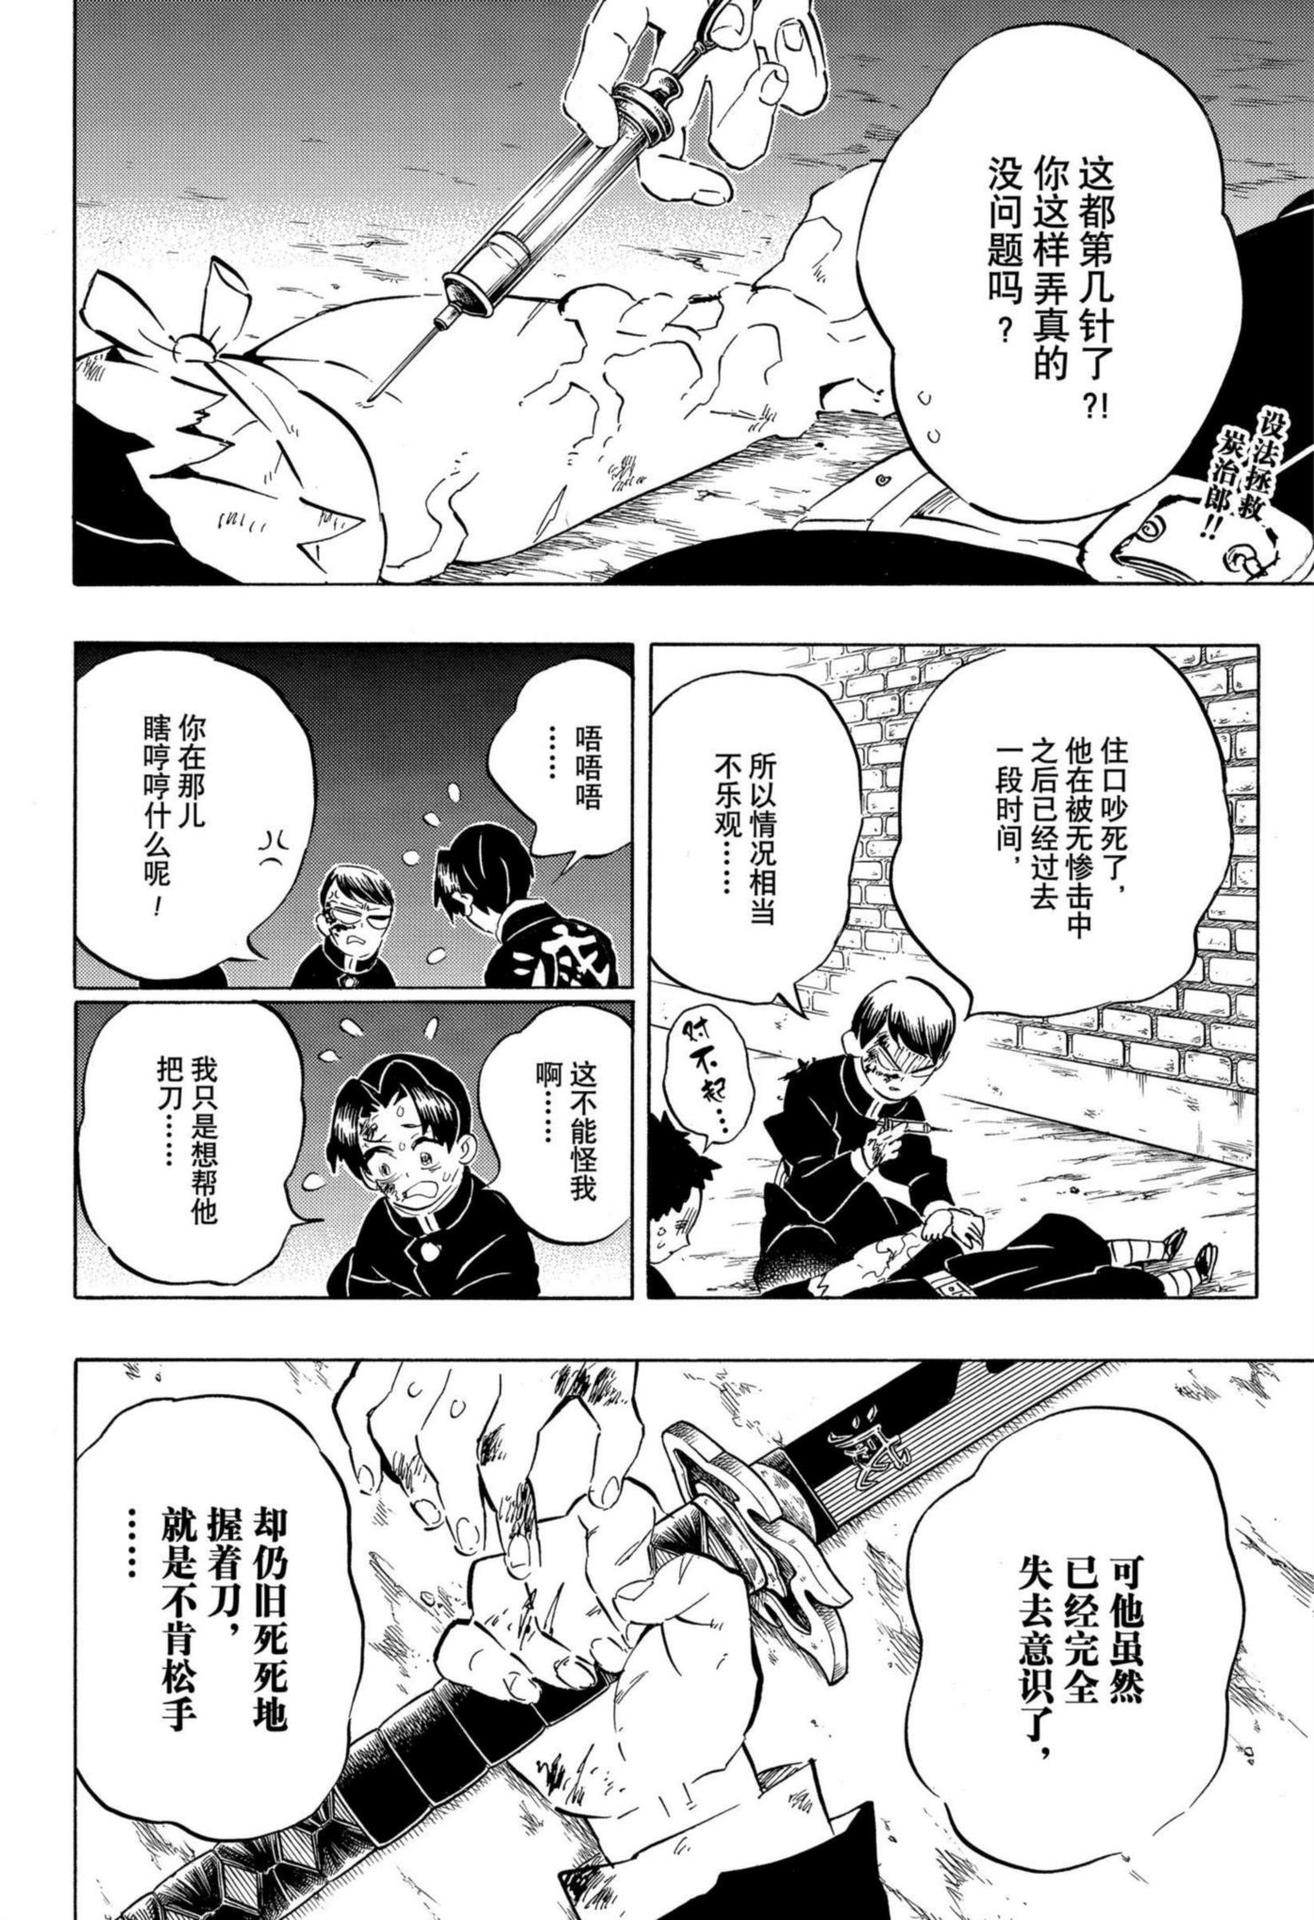 这都第几针了?!
你这样弄真的
没问题吗?
设法拯救
炭治郎!!
住口吵死了,
他在被无惨击中
之后已经过去
一段时间,
所以情况相当
不乐观……
对不起…
唔唔唔
……
滅
你在那儿
瞎哼哼什么呢!
这不能怪我
啊……
我只是想帮他
把刀……
可他虽然
已经完全
失去意识了,
却仍旧死死地
握着刀,
就是不肯松手
……